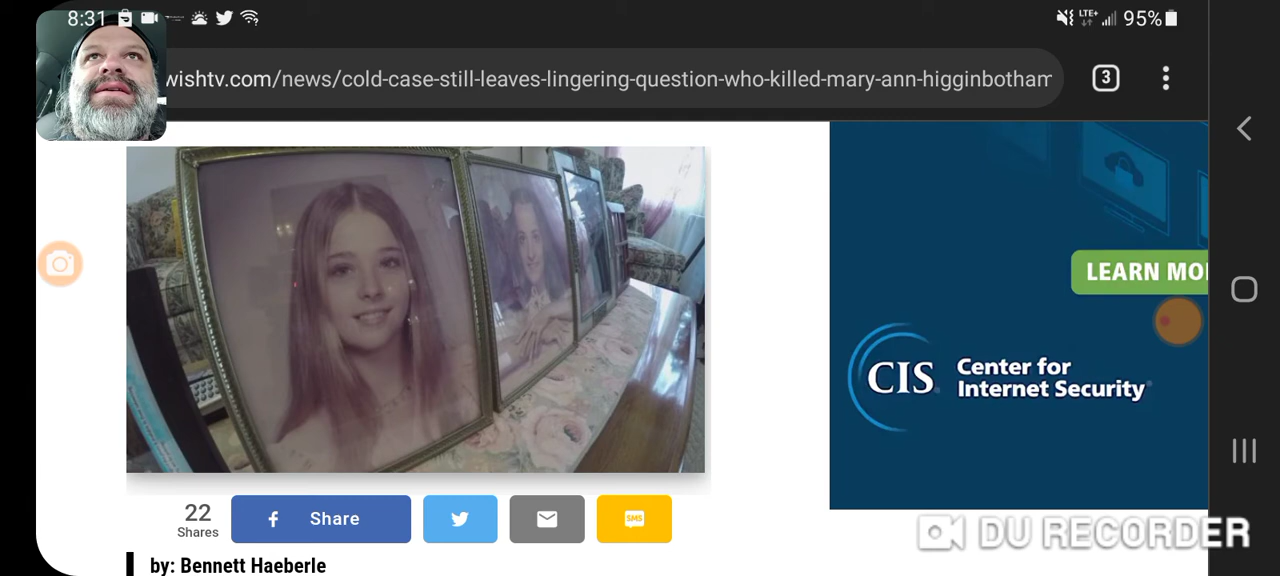 8:31
LTE+
95%
wishtv.com/news/cold-case-still-leaves-lingering-question-who-killed-mary-ann-higginbotham
3
LEARN MO
CIS Center for
Internet Security
22
Shares
Share
SMS
DU RECORDER
by: Bennett Haeberle